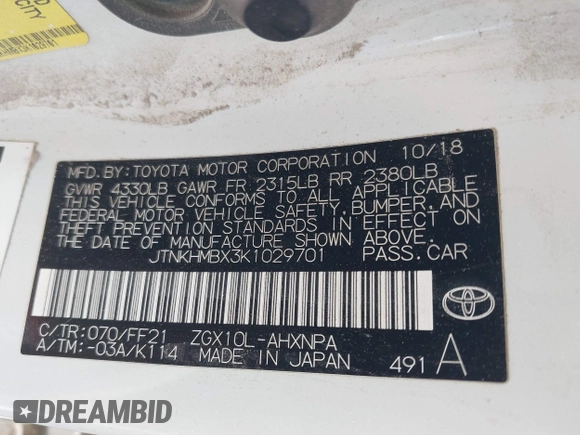 CITY
MFD. BY: TOYOTA MOTOR CORPORATION 10/18
GVWR 4330LB GAWR FR 2315LB RR 2380LB
THIS VEHICLE CONFORMS TO ALL APPLICABLE
FEDERAL MOTOR VEHICLE SAFETY, BUMPER, AND
THEFT PREVENTION STANDARDS IN EFFECT ON
THE DATE OF MANUFACTURE SHOWN ABOVE.
JTNKHMBX3K1029701 PASS.CAR
C/TR:070/FF21 ZGX10L-AHXNPA
A/TM:-03A/K114 MADE IN JAPAN 491 A
TOYOTA
DREAMBID